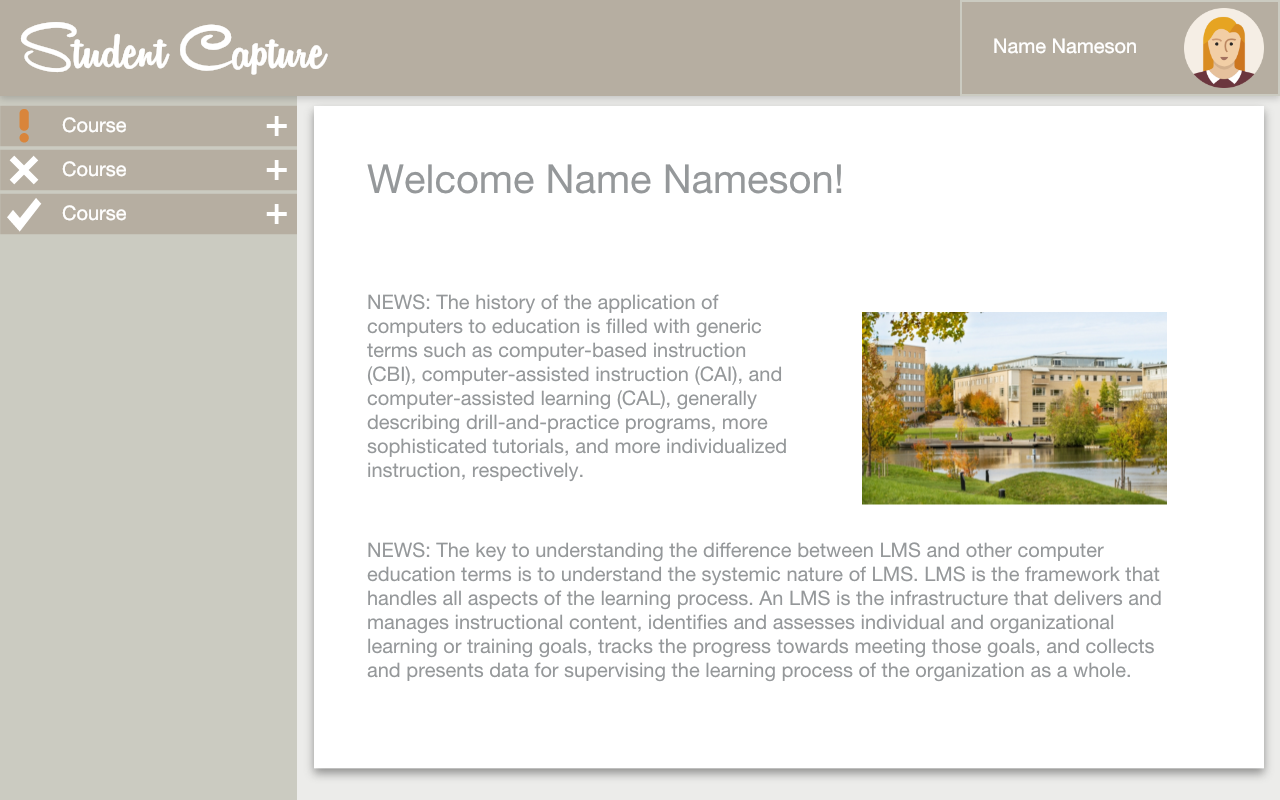 Student Capture
Name Nameson
Course
Course
Course
Welcome Name Nameson!
NEWS: The history of the application of
computers to education is filled with generic
terms such as computer-based instruction
(CBI), computer-assisted instruction (CAI), and
computer-assisted learning (CAL), generally
describing drill-and-practice programs, more
sophisticated tutorials, and more individualized
instruction, respectively.
NEWS: The key to understanding the difference between LMS and other computer
education terms is to understand the systemic nature of LMS. LMS is the framework that
handles all aspects of the learning process. An LMS is the infrastructure that delivers and
manages instructional content, identifies and assesses individual and organizational
learning or training goals, tracks the progress towards meeting those goals, and collects
and presents data for supervising the learning process of the organization as a whole.